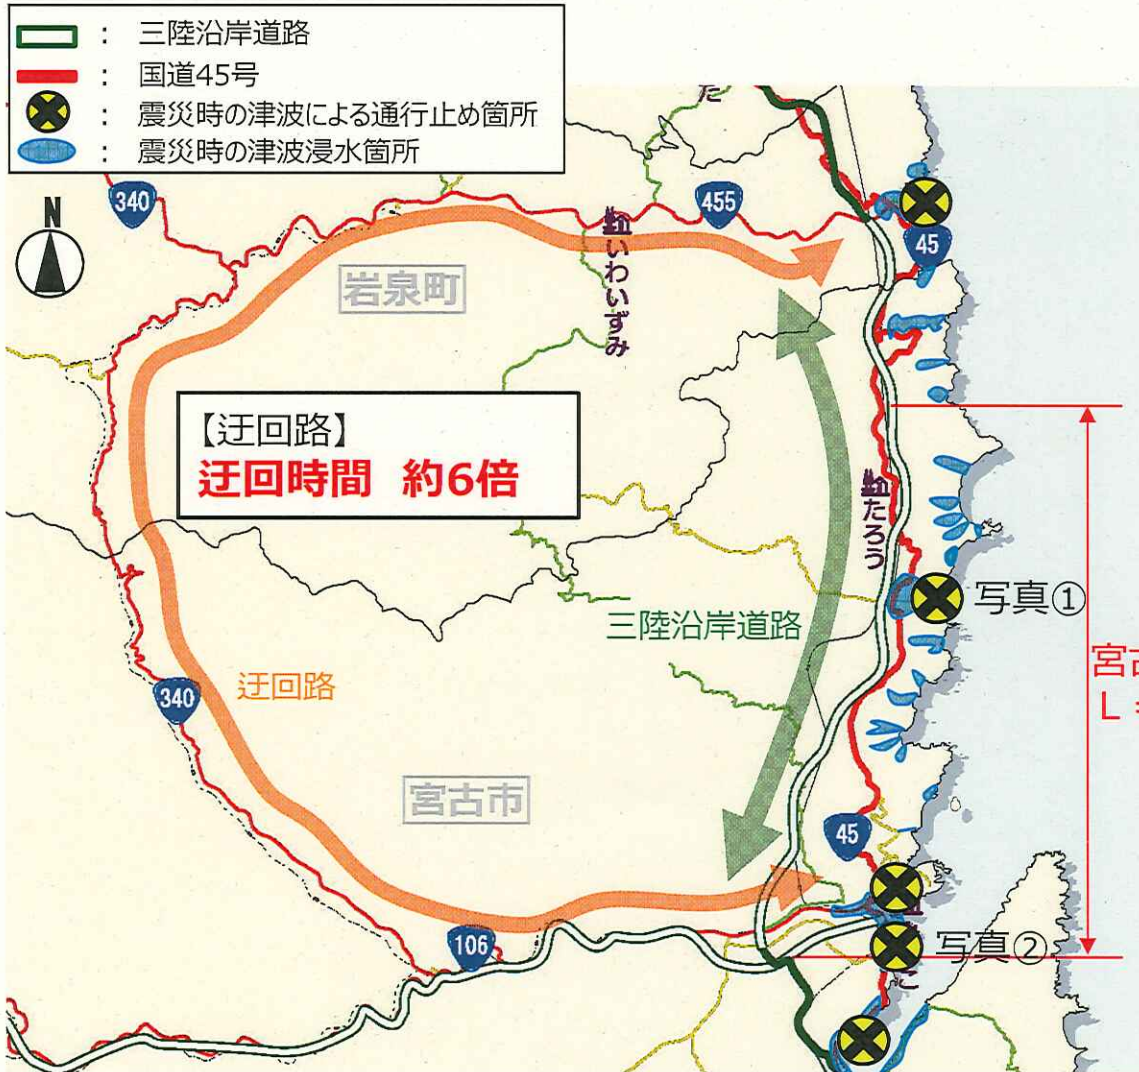 ： 三陸沿岸道路
： 国道45号
： 震災時の津波による通行止め箇所
： 震災時の津波浸水箇所
N
340
455
45
た
岩泉町
いわいずみ
【迂回路】
迂回時間 約6倍
たろう
写真①
三陸沿岸道路
宮古
L
340
迂回路
宮古市
45
106
写真②
こ